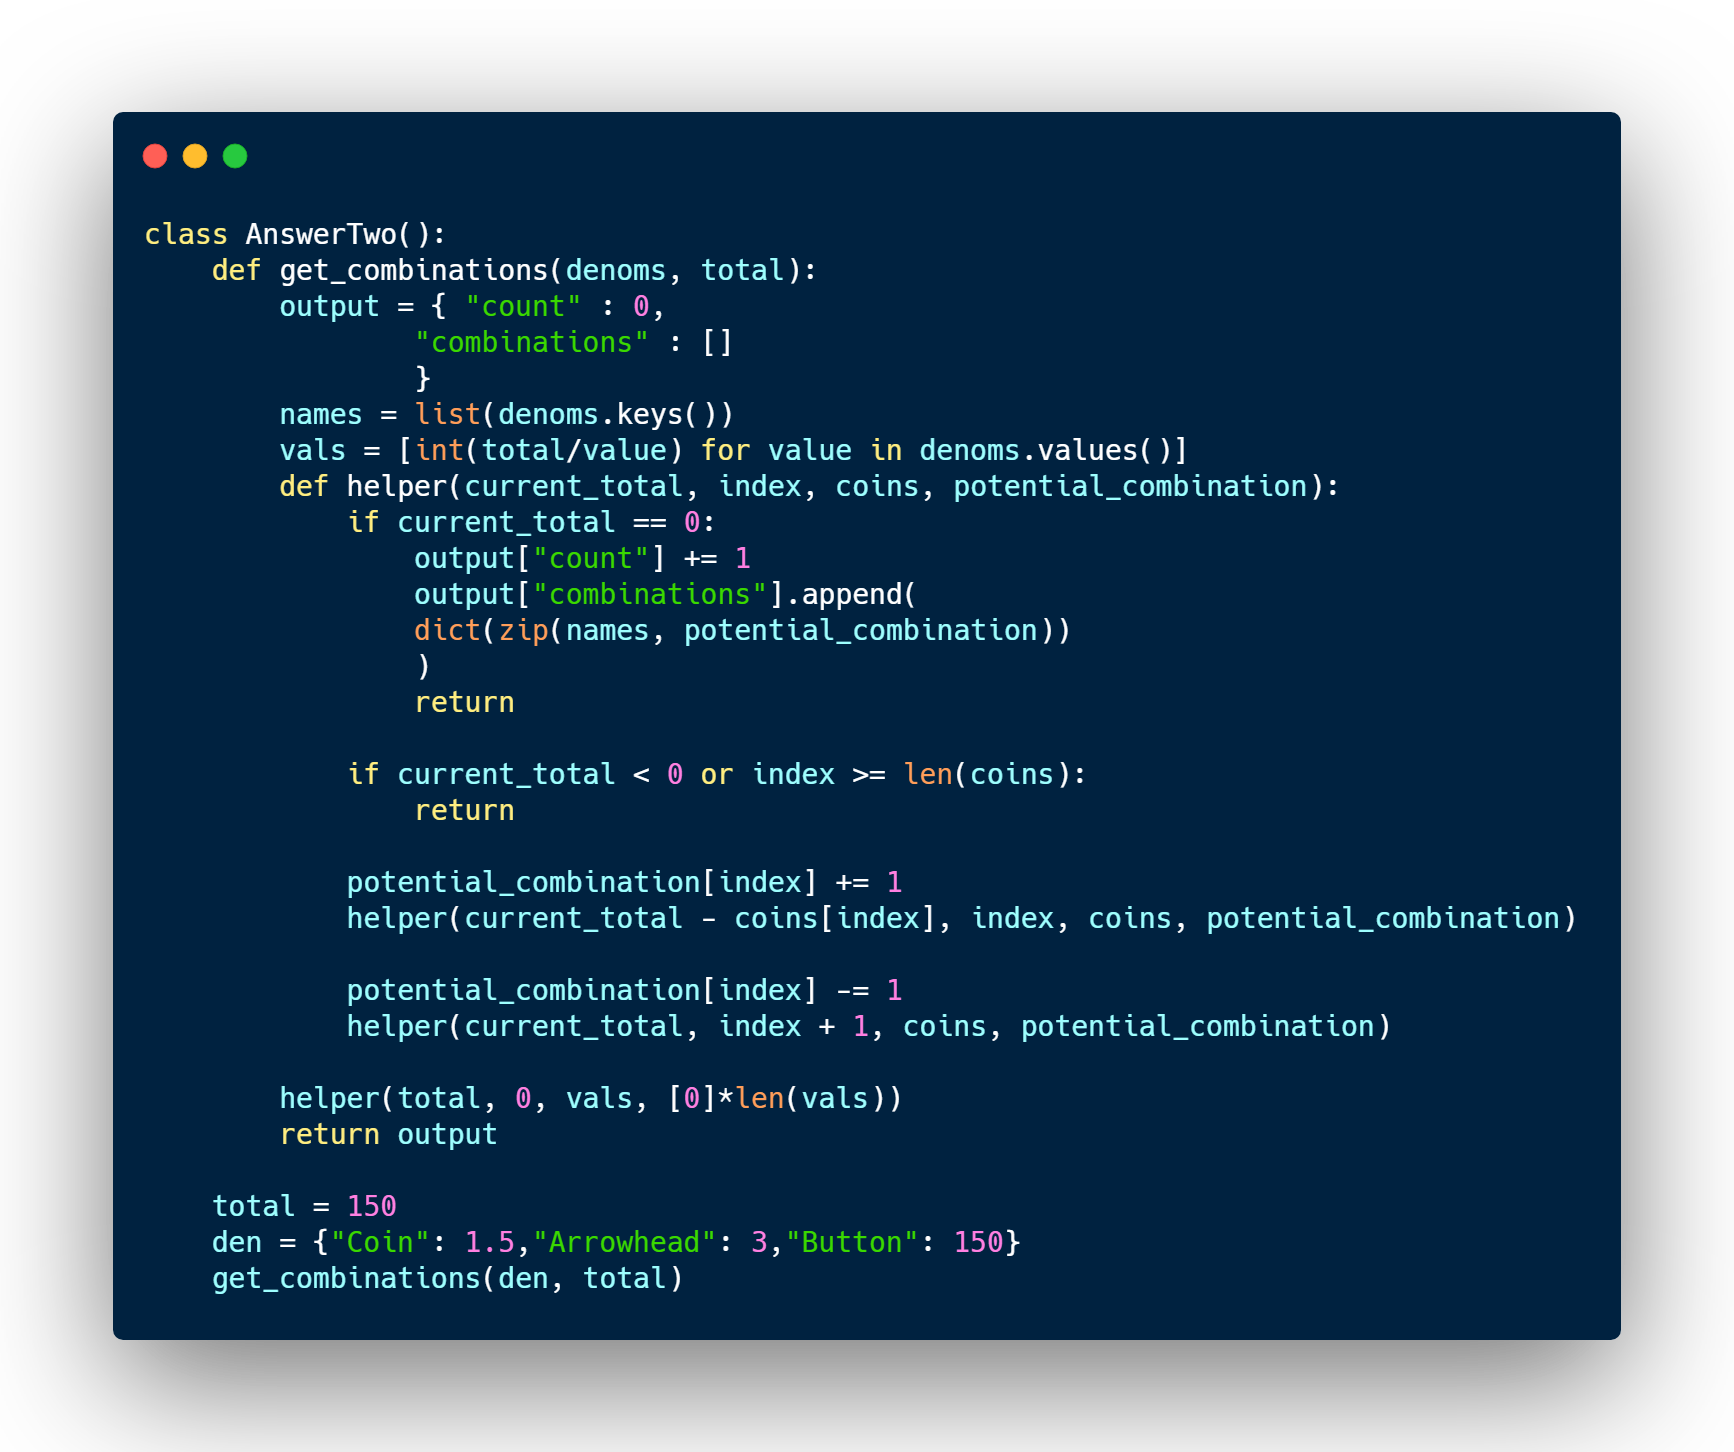 class AnswerTwo():
    def get_combinations(denoms, total):
        output = { "count" : 0,
                "combinations" : []
                }
        names = list(denoms.keys())
        vals = [int(total/value) for value in denoms.values()]
        def helper(current_total, index, coins, potential_combination):
            if current_total == 0:
                output["count"] += 1
                output["combinations"].append(
                dict(zip(names, potential_combination))
                )
                return

            if current_total < 0 or index >= len(coins):
                return

            potential_combination[index] += 1
            helper(current_total - coins[index], index, coins, potential_combination)

            potential_combination[index] -= 1
            helper(current_total, index + 1, coins, potential_combination)

        helper(total, 0, vals, [0]*len(vals))
        return output

    total = 150
    den = {"Coin": 1.5,"Arrowhead": 3,"Button": 150}
    get_combinations(den, total)